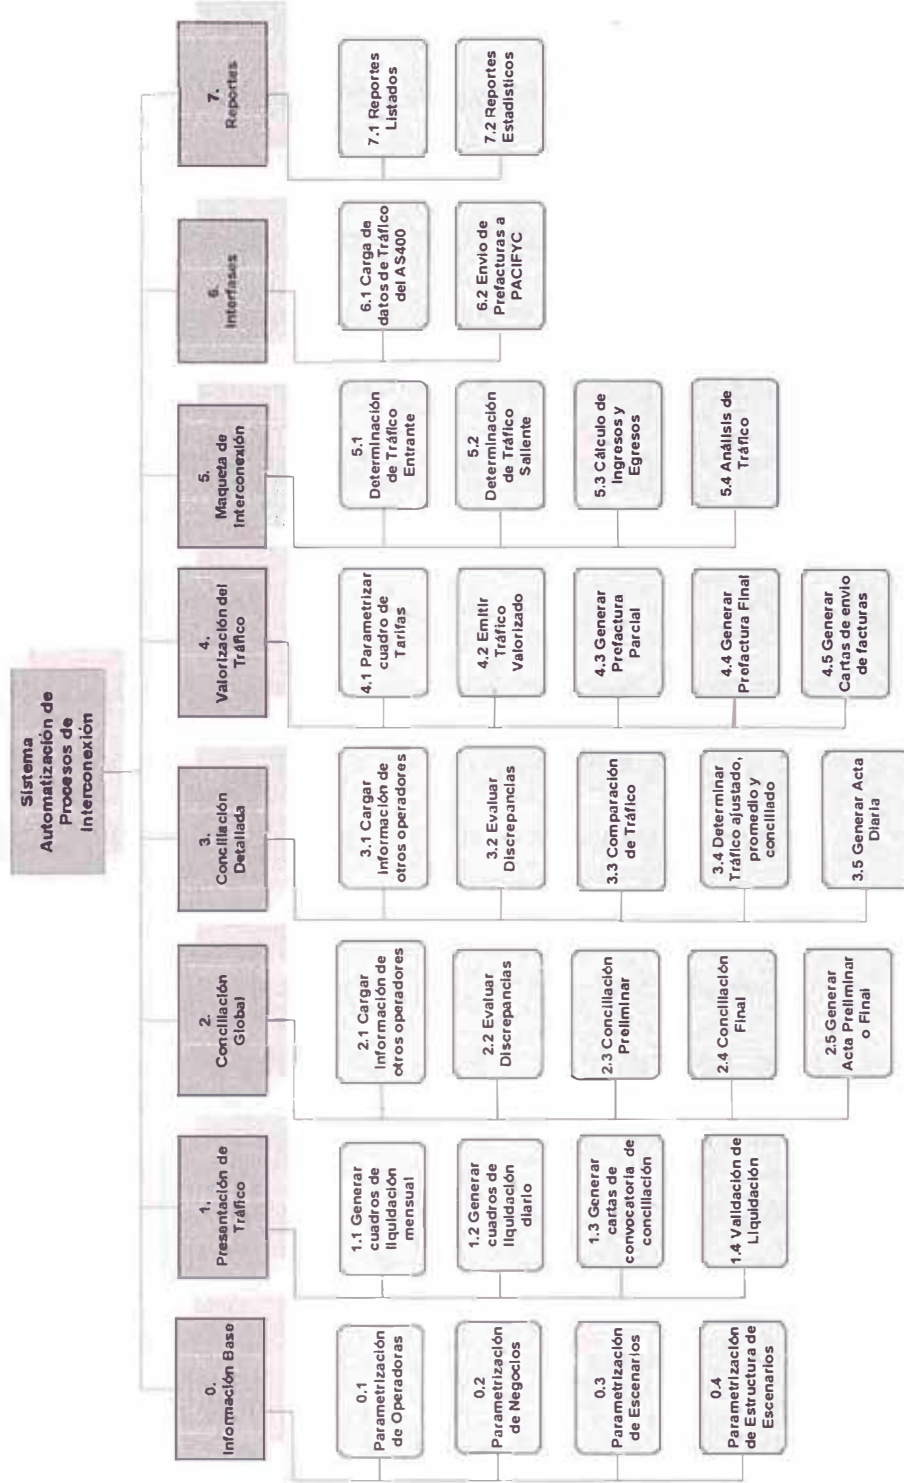 Sistema
Automatización de
Procesos de
Interconexión
0.
Información Base
0.1
Parametrización
de Operadoras
0.2
Parametrización
de Negocios
0.3
Parametrización
de Escenarios
0.4
Parametrización
de Estructura de
Escenarios
1.
Presentación de
Tráfico
1.1 Generar
cuadros de
liquidación
mensual
1.2 Generar
cuadros de
liquidación
diario
1.3 Generar
cartas de
convocatoria de
conciliación
1.4 Validación de
Liquidación
2.
Conciliación
Global
2.1 Cargar
Información de
otros operadores
2.2 Evaluar
Discrepancias
2.3 Conciliación
Preliminar
2.4 Conciliación
Final
2.5 Generar
Acta Preliminar
o Final
3.
Conciliación
Detallada
3.1 Cargar
Información de
otros operadores
3.2 Evaluar
Discrepancias
3.3 Comparación
de Tráfico
3.4 Determinar
Tráfico ajustado,
promedio y
conciliado
3.5 Generar Acta
Diaria
4.
Valorización del
Tráfico
4.1 Parametrizar
cuadro de
Tarifas
4.2 Emitir
Tráfico
Valorizado
4.3 Generar
Prefactura
Parcial
4.4 Generar
Prefactura Final
4.5 Generar
Cartas de envio
de facturas
5.
Maqueta de
Interconexión
5.1
Determinación
de Tráfico
Entrante
5.2
Determinación
de Tráfico
Saliente
5.3 Cálculo de
Ingresos y
Egresos
5.4 Análisis de
Tráfico
6.
Interfases
6.1 Carga de
datos de Tráfico
del AS400
6.2 Envio de
Prefacturas a
PACIFYC
7.
Reportes
7.1 Reportes
Listados
7.2 Reportes
Estadísticos